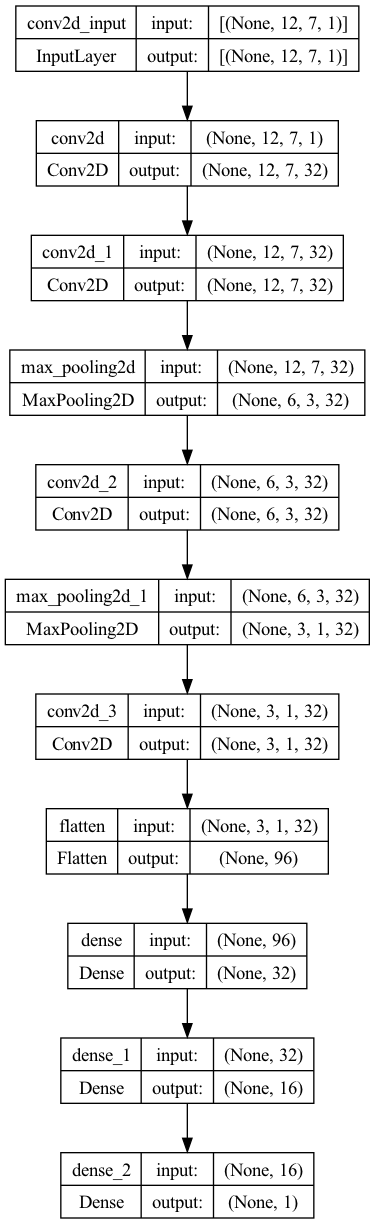 conv2d_input input: [(None, 12, 7, 1)]
InputLayer output: [(None, 12, 7, 1)]
conv2d input: (None, 12, 7, 1)
Conv2D output: (None, 12, 7, 32)
conv2d_1 input: (None, 12, 7, 32)
Conv2D output: (None, 12, 7, 32)
max_pooling2d input: (None, 12, 7, 32)
MaxPooling2D output: (None, 6, 3, 32)
conv2d_2 input: (None, 6, 3, 32)
Conv2D output: (None, 6, 3, 32)
max_pooling2d_1 input: (None, 6, 3, 32)
MaxPooling2D output: (None, 3, 1, 32)
conv2d_3 input: (None, 3, 1, 32)
Conv2D output: (None, 3, 1, 32)
flatten input: (None, 3, 1, 32)
Flatten output: (None, 96)
dense input: (None, 96)
Dense output: (None, 32)
dense_1 input: (None, 32)
Dense output: (None, 16)
dense_2 input: (None, 16)
Dense output: (None, 1)